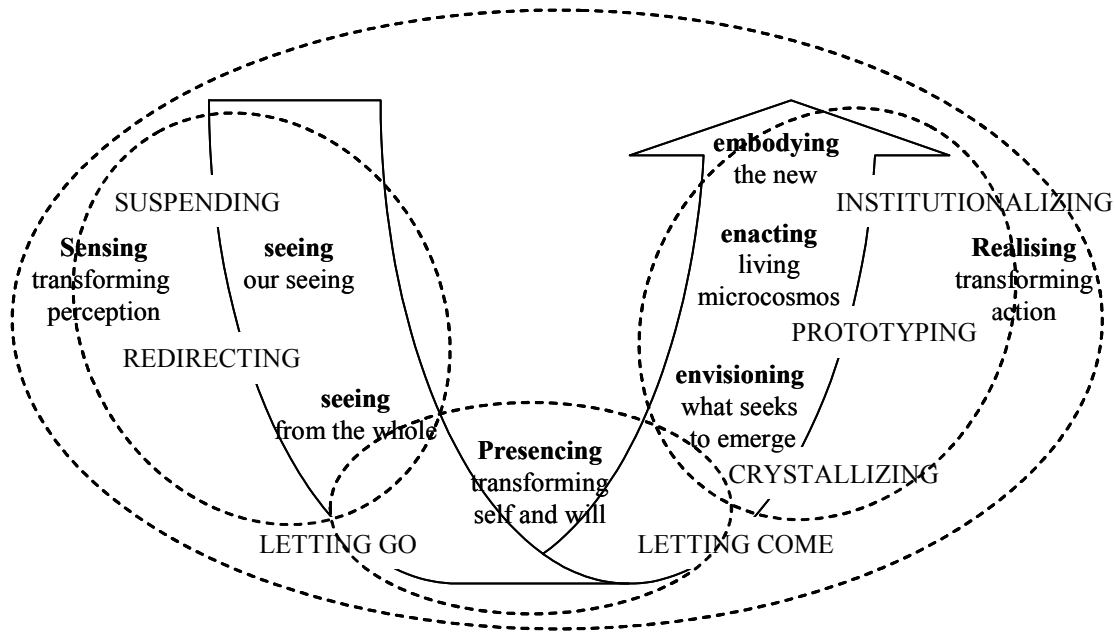 SUSPENDING
Sensing
transforming
perception
seeing
our seeing
REDIRECTING
seeing
from the whole
LETTING GO
Presencing
transforming
self and will
LETTING COME
CRYSTALLIZING
envisioning
what seeks
to emerge
PROTOTYPING
enacting
living
microcosmos
embodying
the new
INSTITUTIONALIZING
Realising
transforming
action